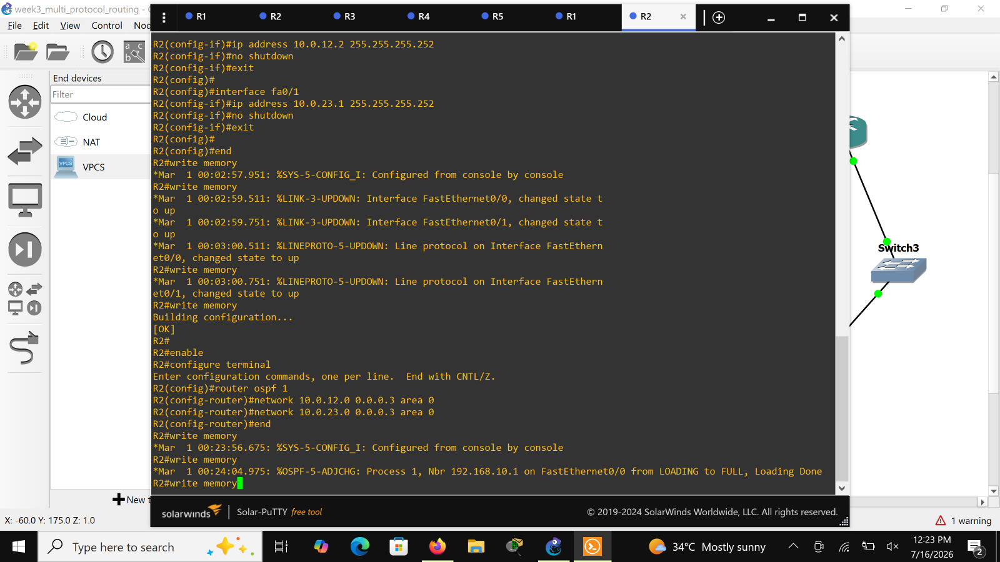 week3_multi_protocol_routing - G
File Edit View Control Nod
R1 R2 R3 R4 R5 R1 R2
End devices
Filter
Cloud
NAT
VPCS
VPCS
R2(config-if)#ip address 10.0.12.2 255.255.255.252
R2(config-if)#no shutdown
R2(config-if)#exit
R2(config)#
R2(config)#interface fa0/1
R2(config-if)#ip address 10.0.23.1 255.255.255.252
R2(config-if)#no shutdown
R2(config-if)#exit
R2(config)#
R2(config)#end
R2#write memory
*Mar  1 00:02:57.951: %SYS-5-CONFIG_I: Configured from console by console
R2#write memory
*Mar  1 00:02:59.511: %LINK-3-UPDOWN: Interface FastEthernet0/0, changed state t
o up
*Mar  1 00:02:59.751: %LINK-3-UPDOWN: Interface FastEthernet0/1, changed state t
o up
*Mar  1 00:03:00.511: %LINEPROTO-5-UPDOWN: Line protocol on Interface FastEthern
et0/0, changed state to up
R2#write memory
*Mar  1 00:03:00.751: %LINEPROTO-5-UPDOWN: Line protocol on Interface FastEthern
et0/1, changed state to up
R2#write memory
Building configuration...
[OK]
R2#
R2#enable
R2#configure terminal
Enter configuration commands, one per line.  End with CNTL/Z.
R2(config)#router ospf 1
R2(config-router)#network 10.0.12.0 0.0.0.3 area 0
R2(config-router)#network 10.0.23.0 0.0.0.3 area 0
R2(config-router)#end
R2#write memory
*Mar  1 00:23:56.675: %SYS-5-CONFIG_I: Configured from console by console
R2#write memory
*Mar  1 00:24:04.975: %OSPF-5-ADJCHG: Process 1, Nbr 192.168.10.1 on FastEthernet0/0 from LOADING to FULL, Loading Done
R2#write memory
Switch3
New t
solarwinds Solar-PuTTY free tool © 2019-2024 SolarWinds Worldwide, LLC. All rights reserved.
X: -60.0 Y: 175.0 Z: 1.0
1 warning
Type here to search
34°C Mostly sunny
12:23 PM
7/16/2026
2